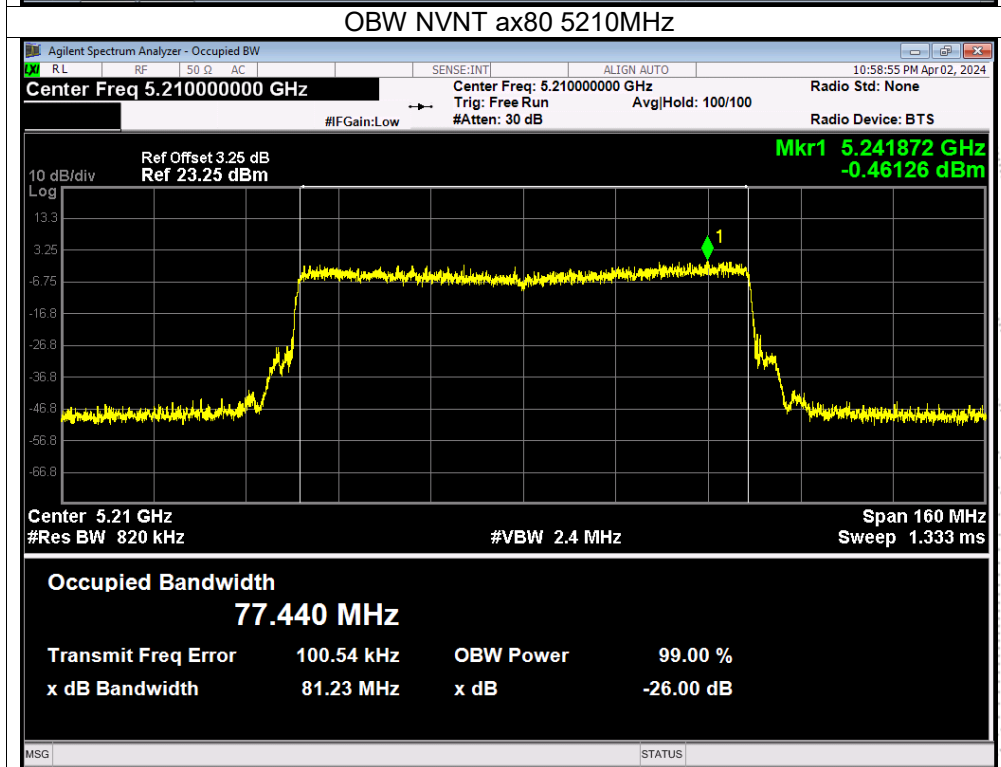 OBW NVNT ax80 5210MHz
Agilent Spectrum Analyzer - Occupied BW
LXI RL RF 50 Ω AC SENSE:INT ALIGN AUTO 10:58:55 PM Apr 02, 2024
Center Freq 5.210000000 GHz Center Freq: 5.210000000 GHz Radio Std: None
Trig: Free Run Avg|Hold: 100/100
#IFGain:Low #Atten: 30 dB Radio Device: BTS
Ref Offset 3.25 dB Mkr1 5.241872 GHz
10 dB/div Ref 23.25 dBm -0.46126 dBm
Log
13.3
1
3.25
-6.75
-16.8
-26.8
-36.8
-46.8
-56.8
-66.8
Center 5.21 GHz Span 160 MHz
#Res BW 820 kHz #VBW 2.4 MHz Sweep 1.333 ms
Occupied Bandwidth
77.440 MHz
Transmit Freq Error 100.54 kHz OBW Power 99.00 %
x dB Bandwidth 81.23 MHz x dB -26.00 dB
MSG STATUS